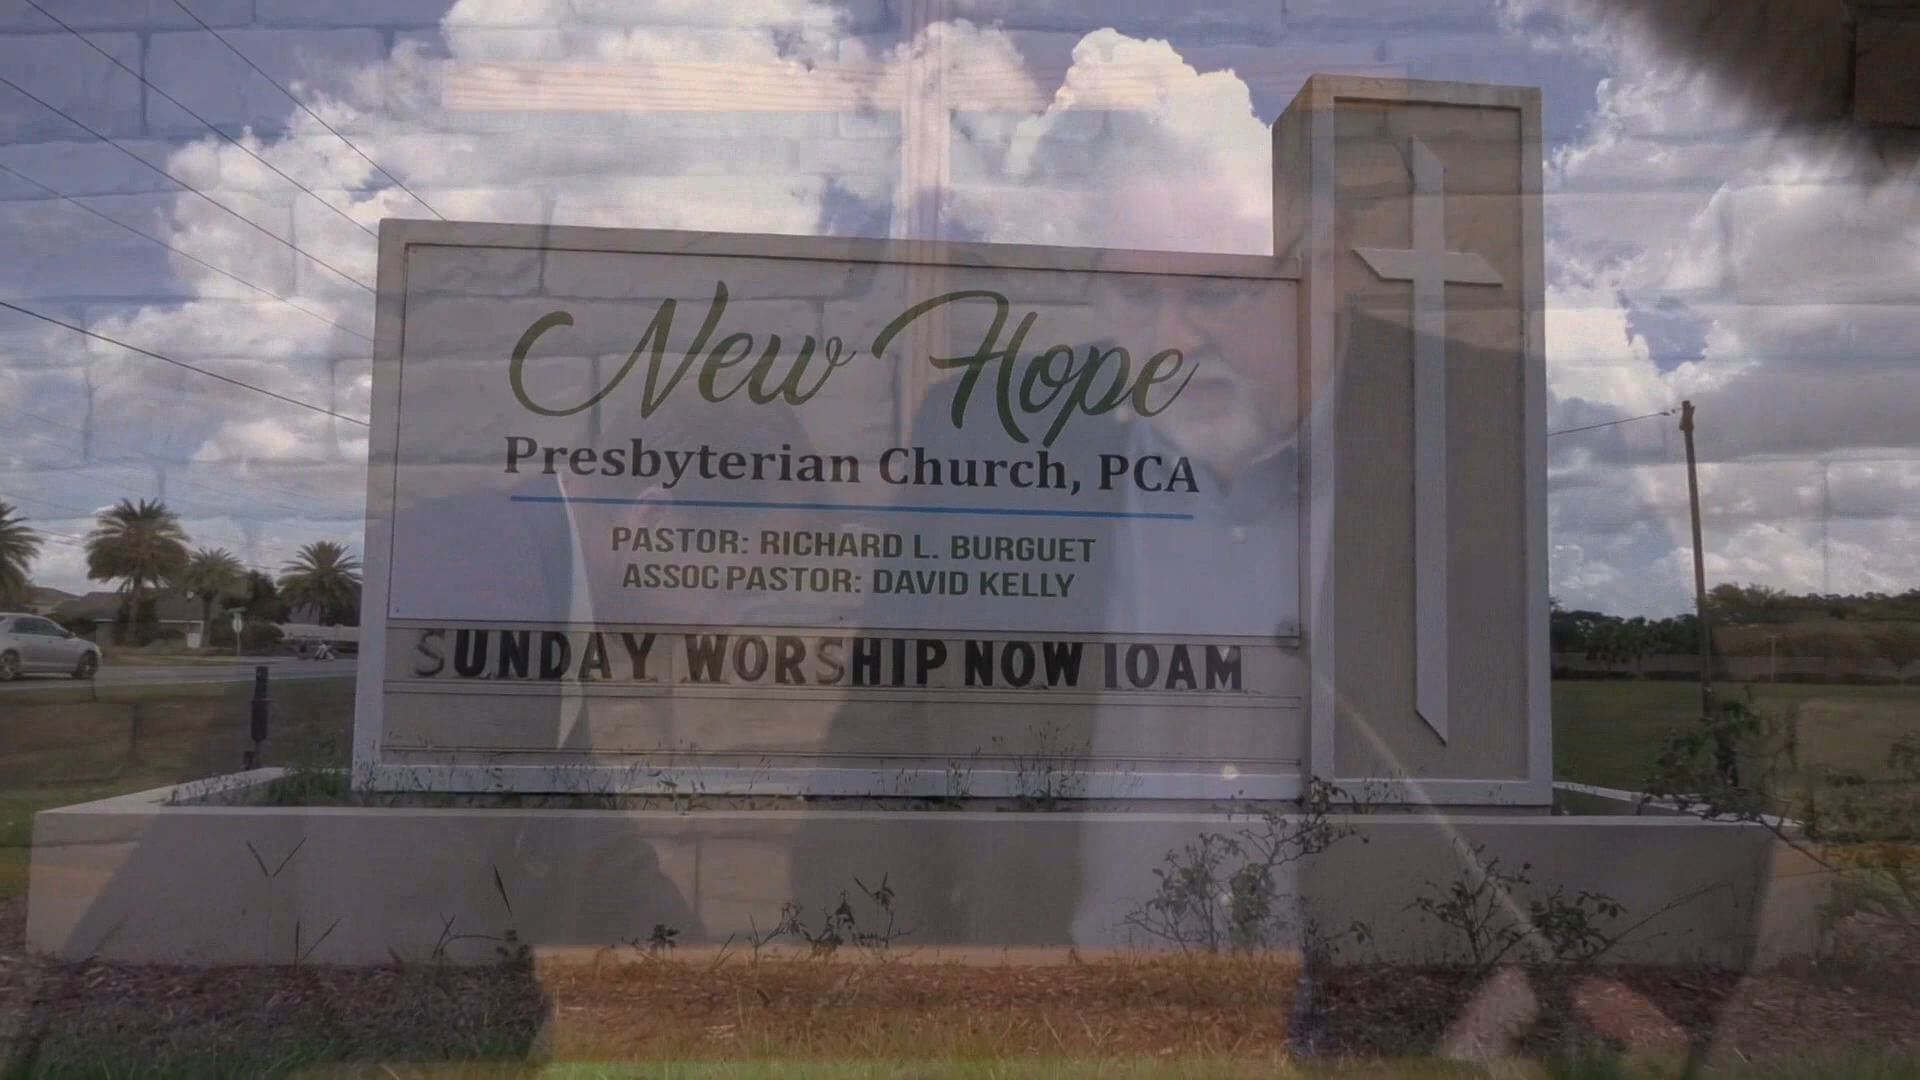 New Hope
Presbyterian Church, PCA
PASTOR: RICHARD L. BURGUET
ASSOC PASTOR: DAVID KELLY
SUNDAY WORSHIP NOW 10AM